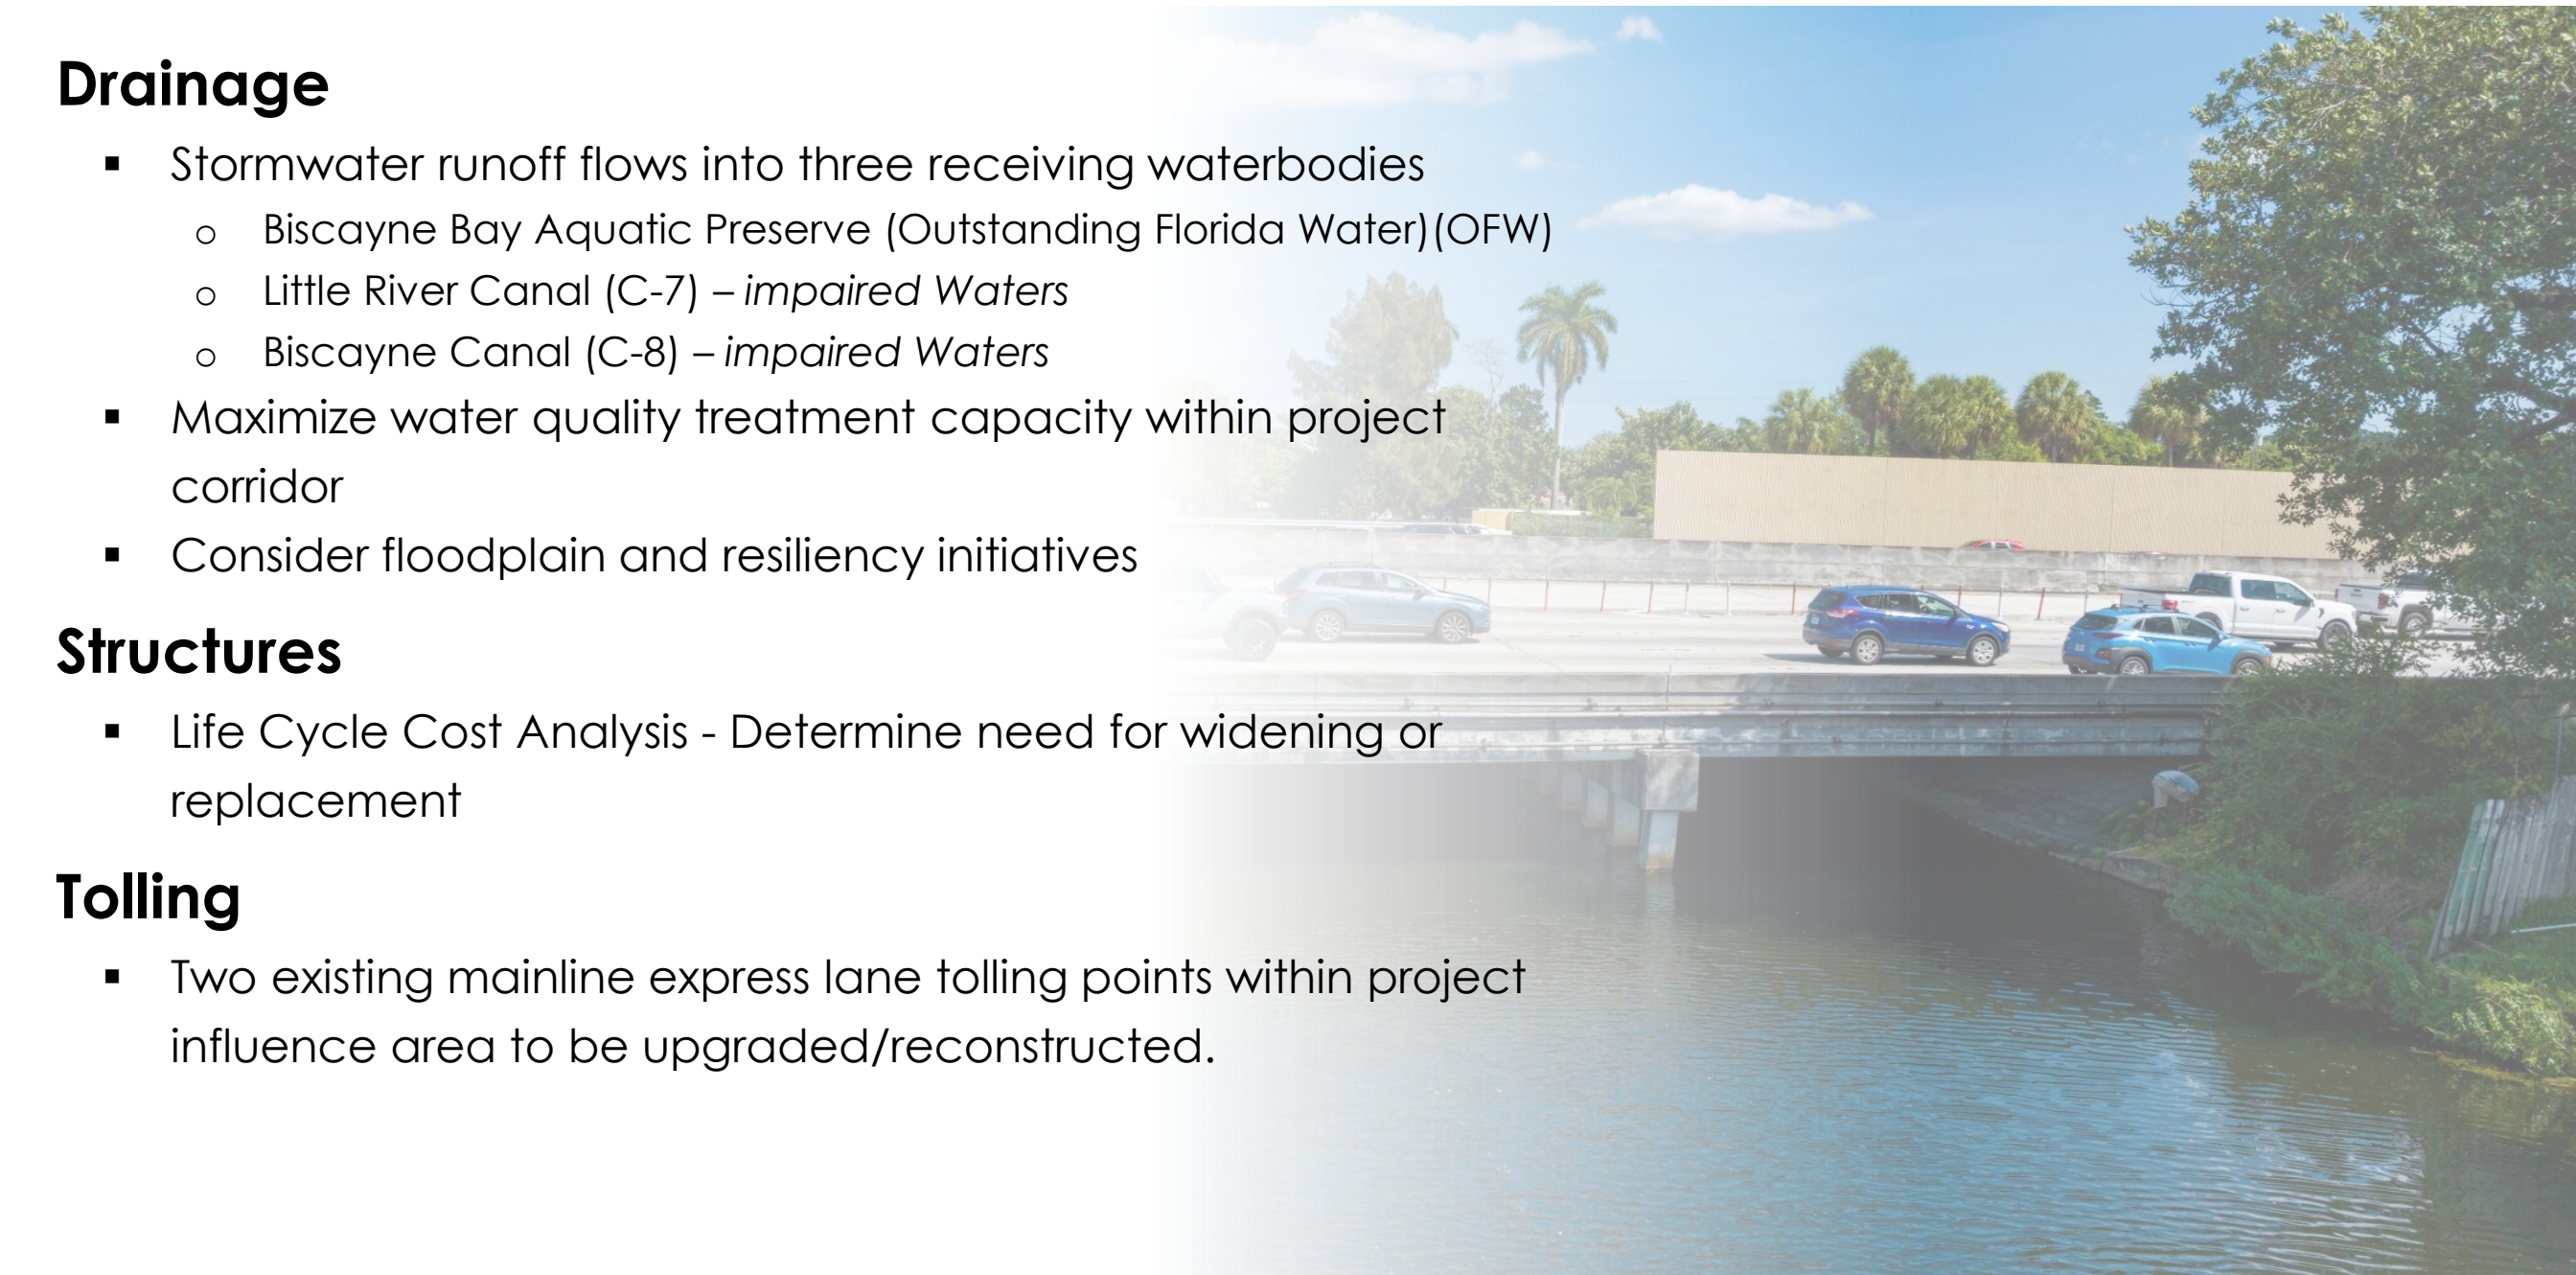 Drainage
▪ Stormwater runoff flows into three receiving waterbodies
o Biscayne Bay Aquatic Preserve (Outstanding Florida Water)(OFW)
o Little River Canal (C-7) – impaired Waters
o Biscayne Canal (C-8) – impaired Waters
▪ Maximize water quality treatment capacity within project
corridor
▪ Consider floodplain and resiliency initiatives
Structures
▪ Life Cycle Cost Analysis - Determine need for widening or
replacement
Tolling
▪ Two existing mainline express lane tolling points within project
influence area to be upgraded/reconstructed.